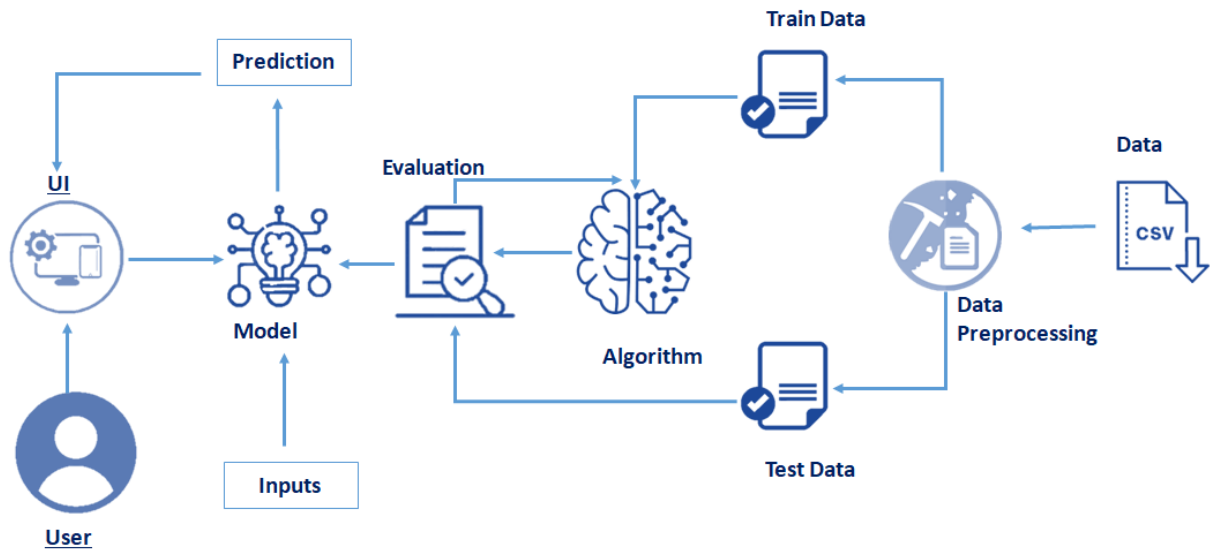 Train Data
Prediction
Data
Evaluation
UI
CSV
Data
Preprocessing
Model
Algorithm
Test Data
Inputs
User